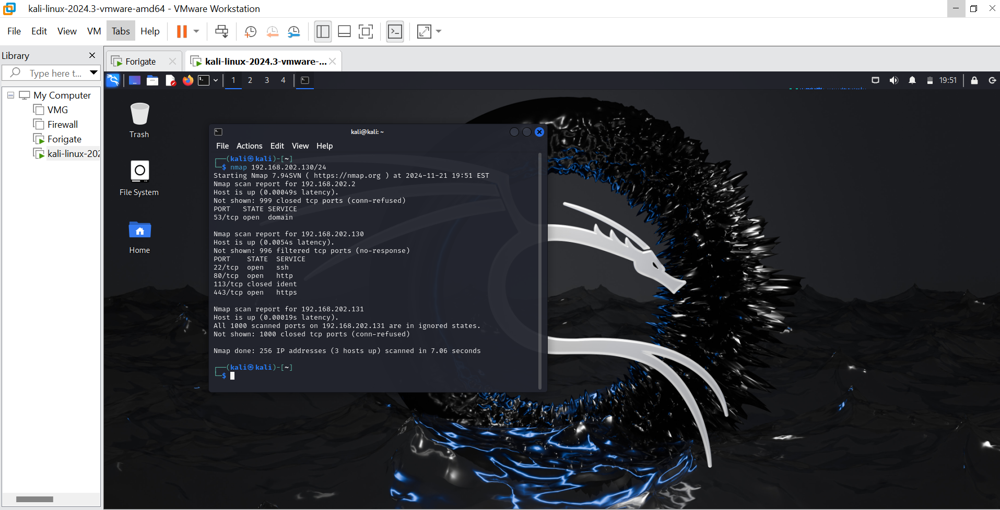 kali-linux-2024.3-vmware-amd64 - VMware Workstation
File Edit View VM Tabs Help
Library
Type here t...
My Computer
VMG
Firewall
Forigate
kali-linux-202
Forigate
kali-linux-2024.3-vmware-...
1 2 3 4
19:51
Trash
File System
Home
kali@kali: ~
File Actions Edit View Help
┌──(kali㉿kali)-[~]
└─$ nmap 192.168.202.130/24
Starting Nmap 7.94SVN ( https://nmap.org ) at 2024-11-21 19:51 EST
Nmap scan report for 192.168.202.2
Host is up (0.00049s latency).
Not shown: 999 closed tcp ports (conn-refused)
PORT   STATE SERVICE
53/tcp open  domain
Nmap scan report for 192.168.202.130
Host is up (0.0054s latency).
Not shown: 996 filtered tcp ports (no-response)
PORT    STATE  SERVICE
22/tcp  open   ssh
80/tcp  open   http
113/tcp closed ident
443/tcp open   https
Nmap scan report for 192.168.202.131
Host is up (0.00019s latency).
All 1000 scanned ports on 192.168.202.131 are in ignored states.
Not shown: 1000 closed tcp ports (conn-refused)
Nmap done: 256 IP addresses (3 hosts up) scanned in 7.06 seconds
┌──(kali㉿kali)-[~]
└─$